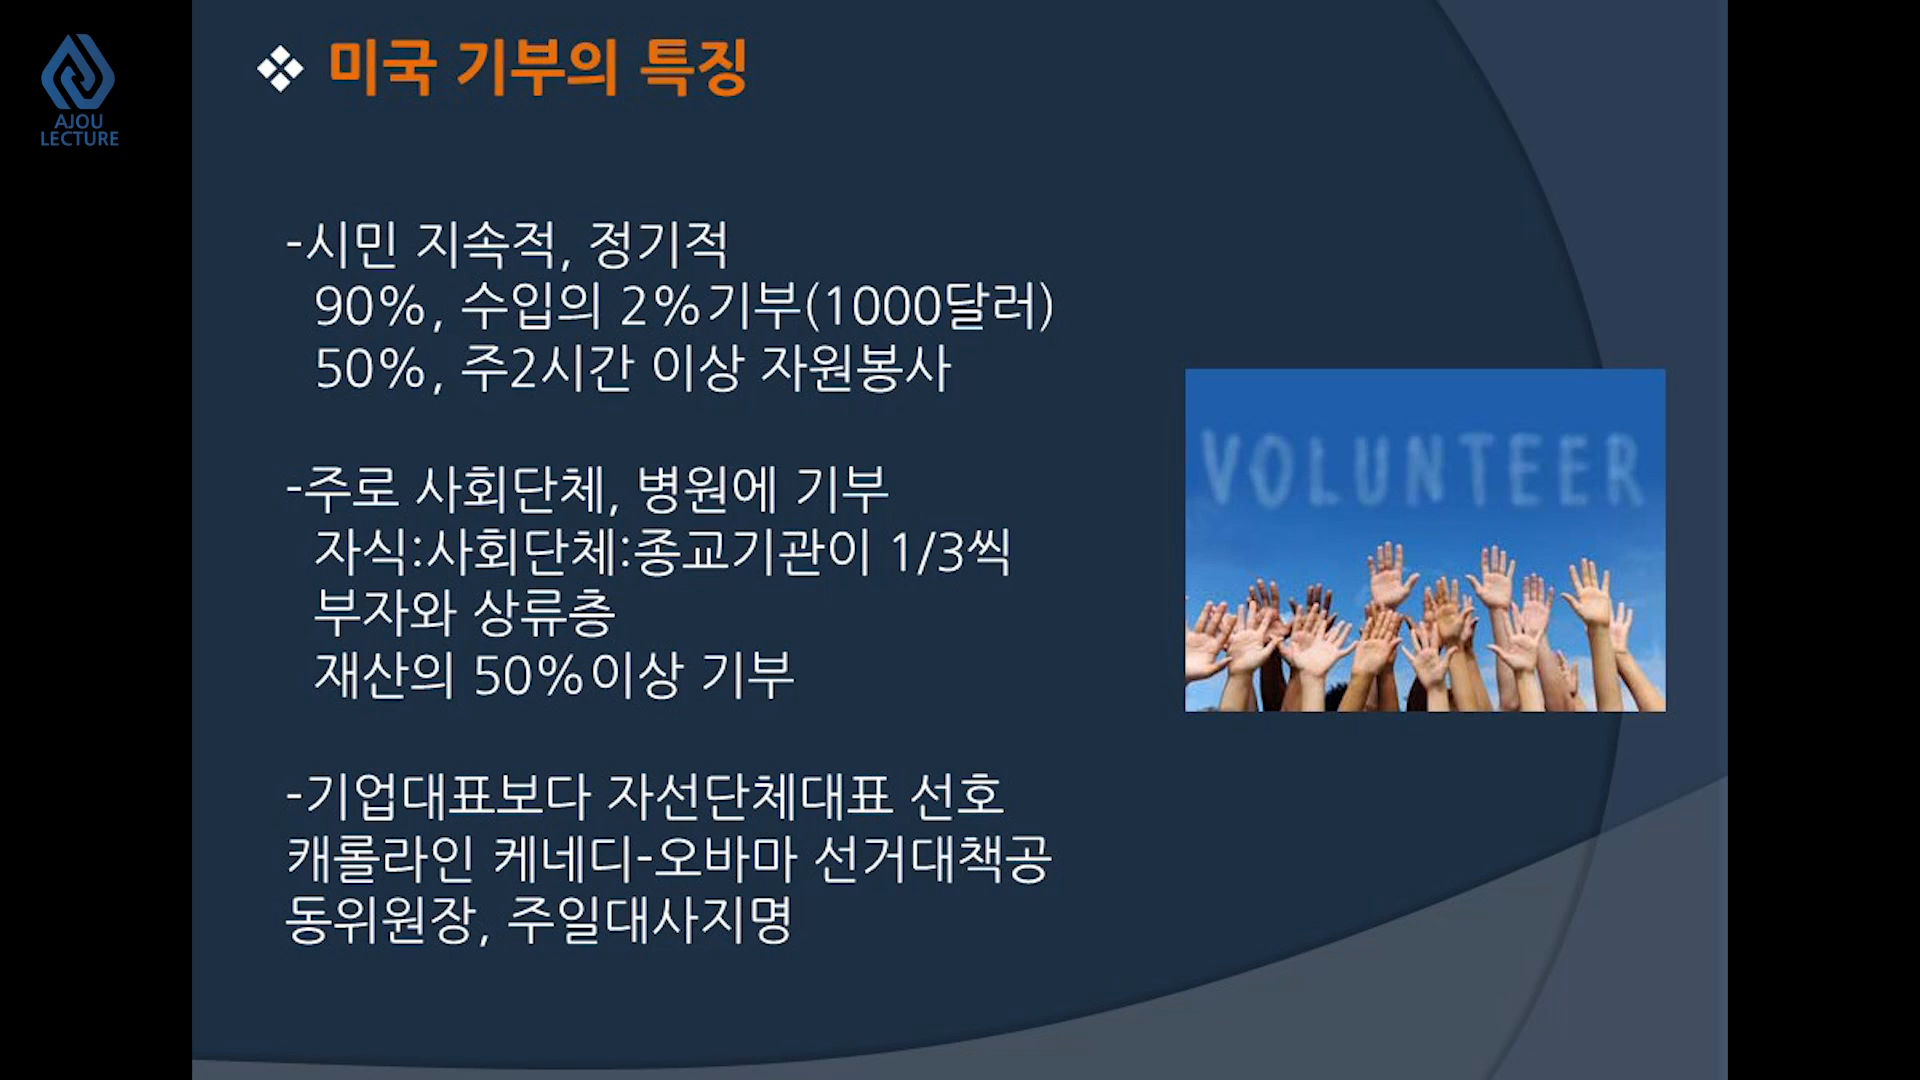 AJOU
LECTURE
❖ 미국 기부의 특징
-시민 지속적, 정기적
90%, 수입의 2%기부(1000달러)
50%, 주2시간 이상 자원봉사
-주로 사회단체, 병원에 기부
자식:사회단체:종교기관이 1/3씩
부자와 상류층
재산의 50%이상 기부
VOLUNTEER
-기업대표보다 자선단체대표 선호
캐롤라인 케네디-오바마 선거대책공
동위원장, 주일대사지명